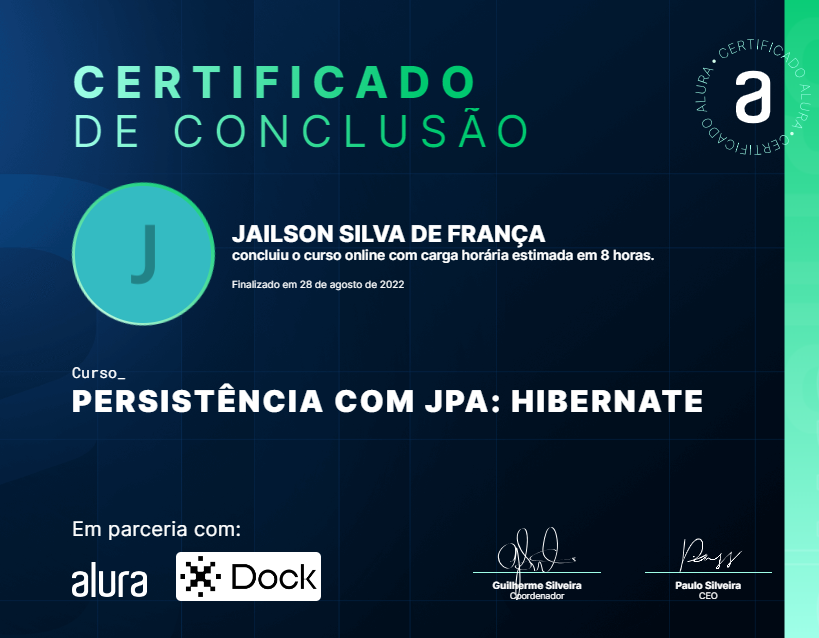 CERTIFICADO
DE CONCLUSÃO
CERTIFICADO ALURA • CERTIFICADO ALURA •
a
J
JAILSON SILVA DE FRANÇA
concluiu o curso online com carga horária estimada em 8 horas.
Finalizado em 28 de agosto de 2022
Curso_
PERSISTÊNCIA COM JPA: HIBERNATE
Em parceria com:
alura
Dock
Guilherme Silveira
Coordenador
Paulo Silveira
CEO